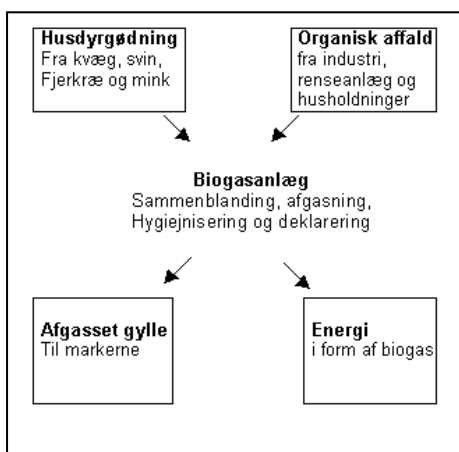 Husdyrgødning
Fra kvæg, svin,
Fjerkræ og mink
Organisk affald
fra industri,
renseanlæg og
husholdninger
Biogasanlæg
Sammenblanding, afgasning,
Hygiejnisering og deklarering
Afgasset gylle
Til markerne
Energi
i form af biogas